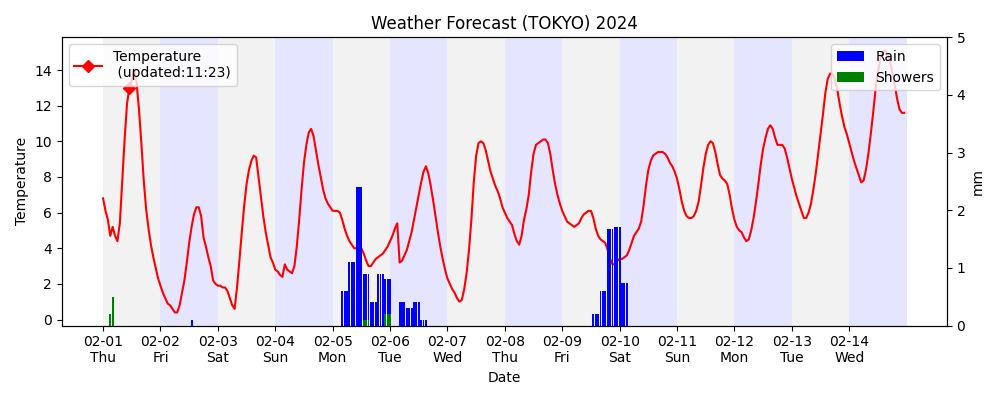 Weather Forecast (TOKYO) 2024
Temperature
(updated:11:23)
Rain
Showers
Temperature
14
12
10
8
6
4
2
0
5
4
3
2
1
0
mm
02-01 02-02 02-03 02-04 02-05 02-06 02-07 02-08 02-09 02-10 02-11 02-12 02-13 02-14
Thu Fri Sat Sun Mon Tue Wed Thu Fri Sat Sun Mon Tue Wed
Date